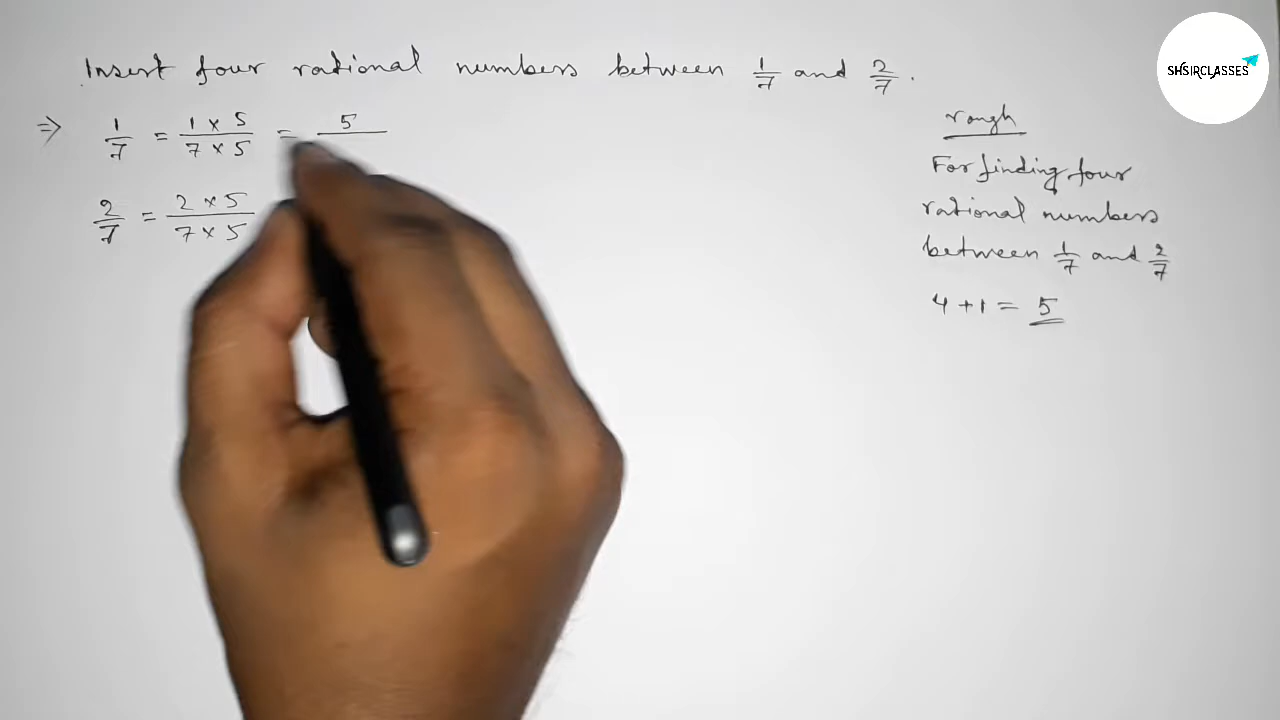 Insert four rational numbers between 1/7 and 2/7.
SHSIRCLASSES
⇒ 1/7 = 1 x 5 / 7 x 5 = 5
2/7 = 2 x 5 / 7 x 5
rough
For finding four
rational numbers
between 1/7 and 2/7
4 + 1 = 5